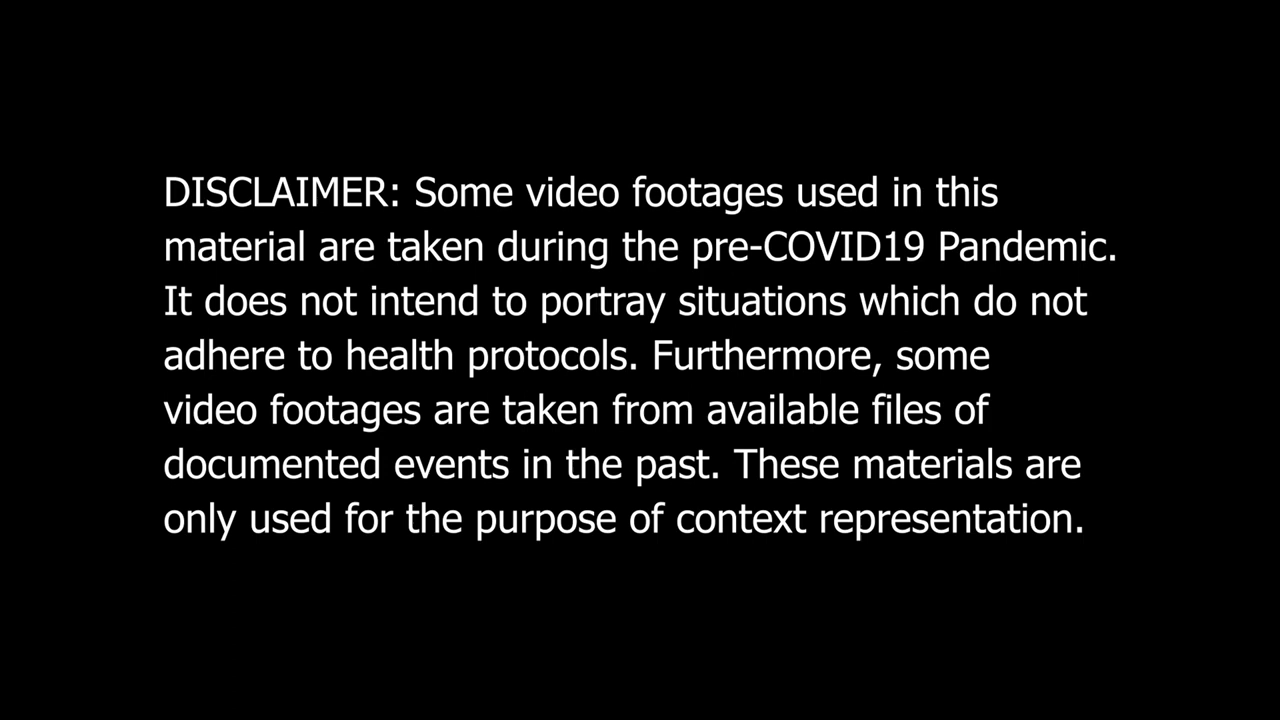 DISCLAIMER: Some video footages used in this
material are taken during the pre-COVID19 Pandemic.
It does not intend to portray situations which do not
adhere to health protocols. Furthermore, some
video footages are taken from available files of
documented events in the past. These materials are
only used for the purpose of context representation.